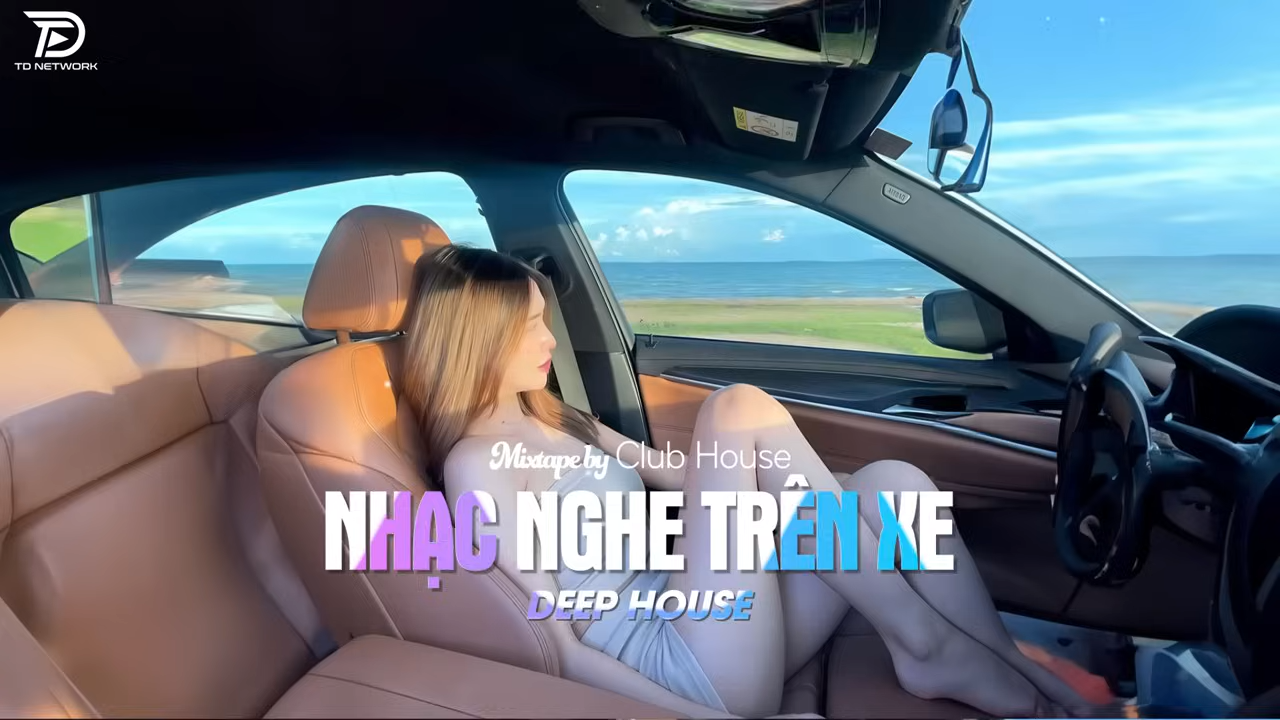 TD NETWORK
Mixtape by Club House
NHẠC NGHE TRÊN XE
DEEP HOUSE